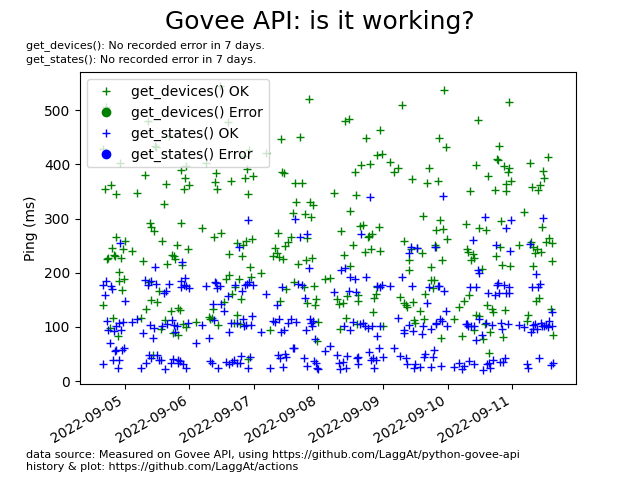 Govee API: is it working?
get_devices(): No recorded error in 7 days.
get_states(): No recorded error in 7 days.
get_devices() OK
get_devices() Error
get_states() OK
get_states() Error
Ping (ms)
500
400
300
200
100
0
2022-09-05
2022-09-06
2022-09-07
2022-09-08
2022-09-09
2022-09-10
2022-09-11
data source: Measured on Govee API, using https://github.com/LaggAt/python-govee-api
history & plot: https://github.com/LaggAt/actions